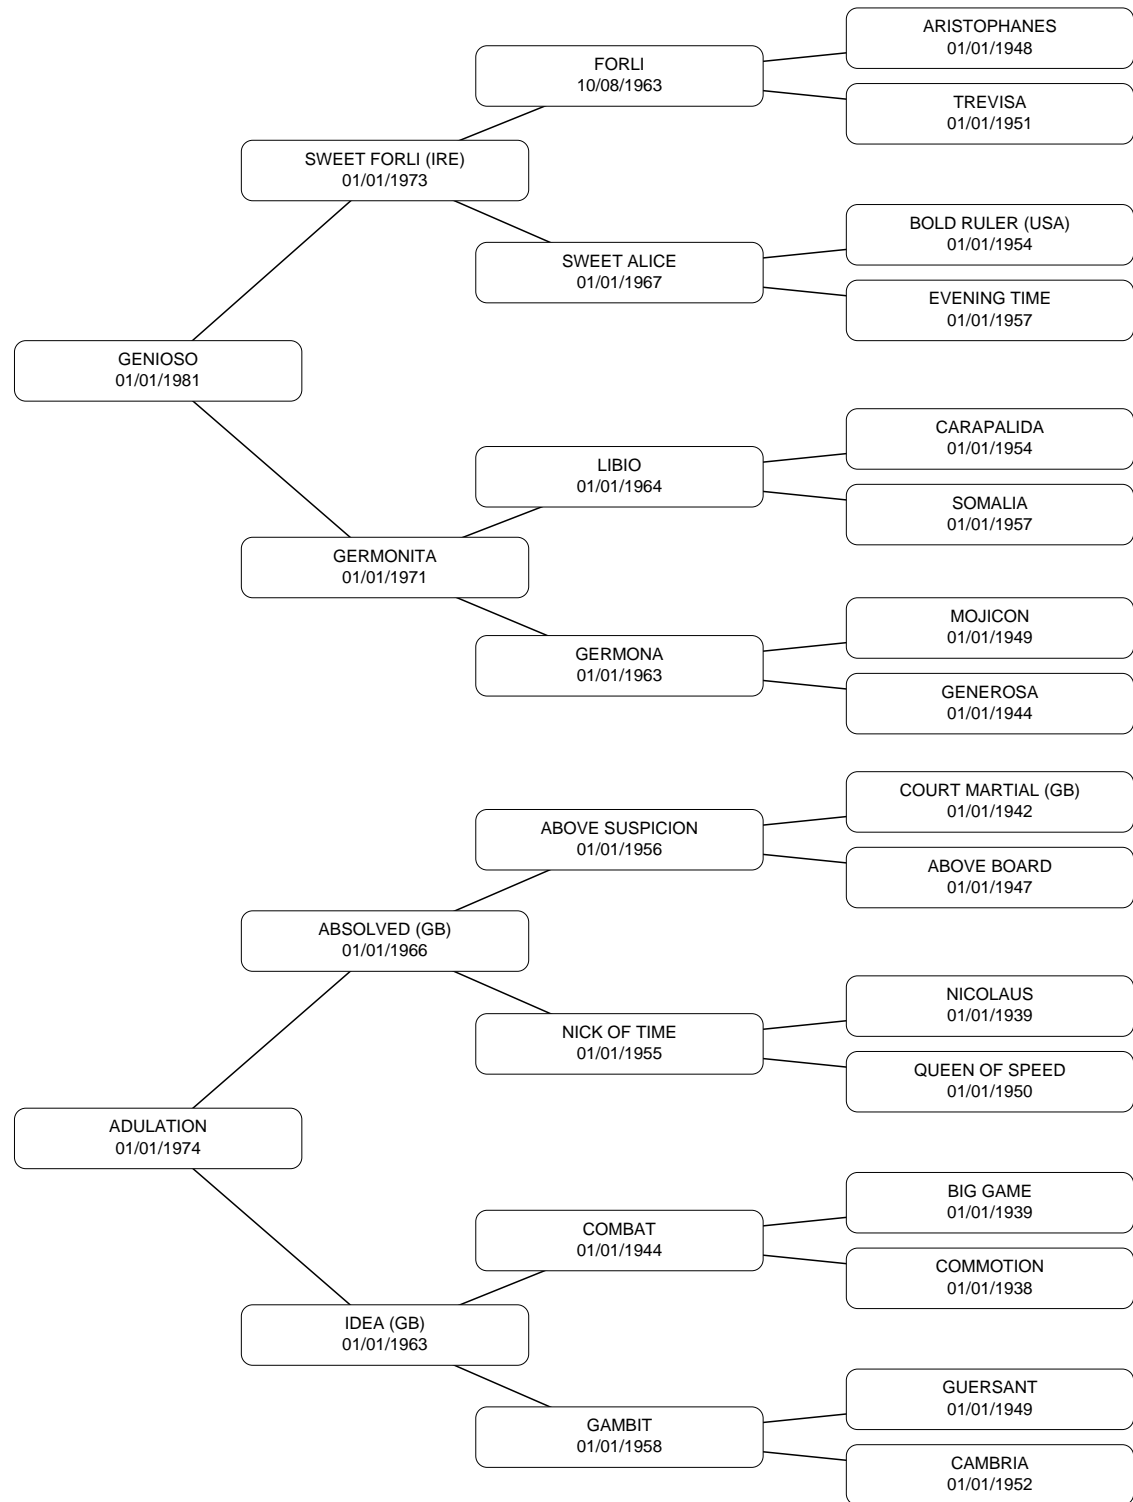 ARISTOPHANES
01/01/1948
FORLI
10/08/1963
TREVISA
01/01/1951
SWEET FORLI (IRE)
01/01/1973
BOLD RULER (USA)
01/01/1954
SWEET ALICE
01/01/1967
EVENING TIME
01/01/1957
GENIOSO
01/01/1981
CARAPALIDA
01/01/1954
LIBIO
01/01/1964
SOMALIA
01/01/1957
GERMONITA
01/01/1971
MOJICON
01/01/1949
GERMONA
01/01/1963
GENEROSA
01/01/1944
COURT MARTIAL (GB)
01/01/1942
ABOVE SUSPICION
01/01/1956
ABOVE BOARD
01/01/1947
ABSOLVED (GB)
01/01/1966
NICOLAUS
01/01/1939
NICK OF TIME
01/01/1955
QUEEN OF SPEED
01/01/1950
ADULATION
01/01/1974
BIG GAME
01/01/1939
COMBAT
01/01/1944
COMMOTION
01/01/1938
IDEA (GB)
01/01/1963
GUERSANT
01/01/1949
GAMBIT
01/01/1958
CAMBRIA
01/01/1952